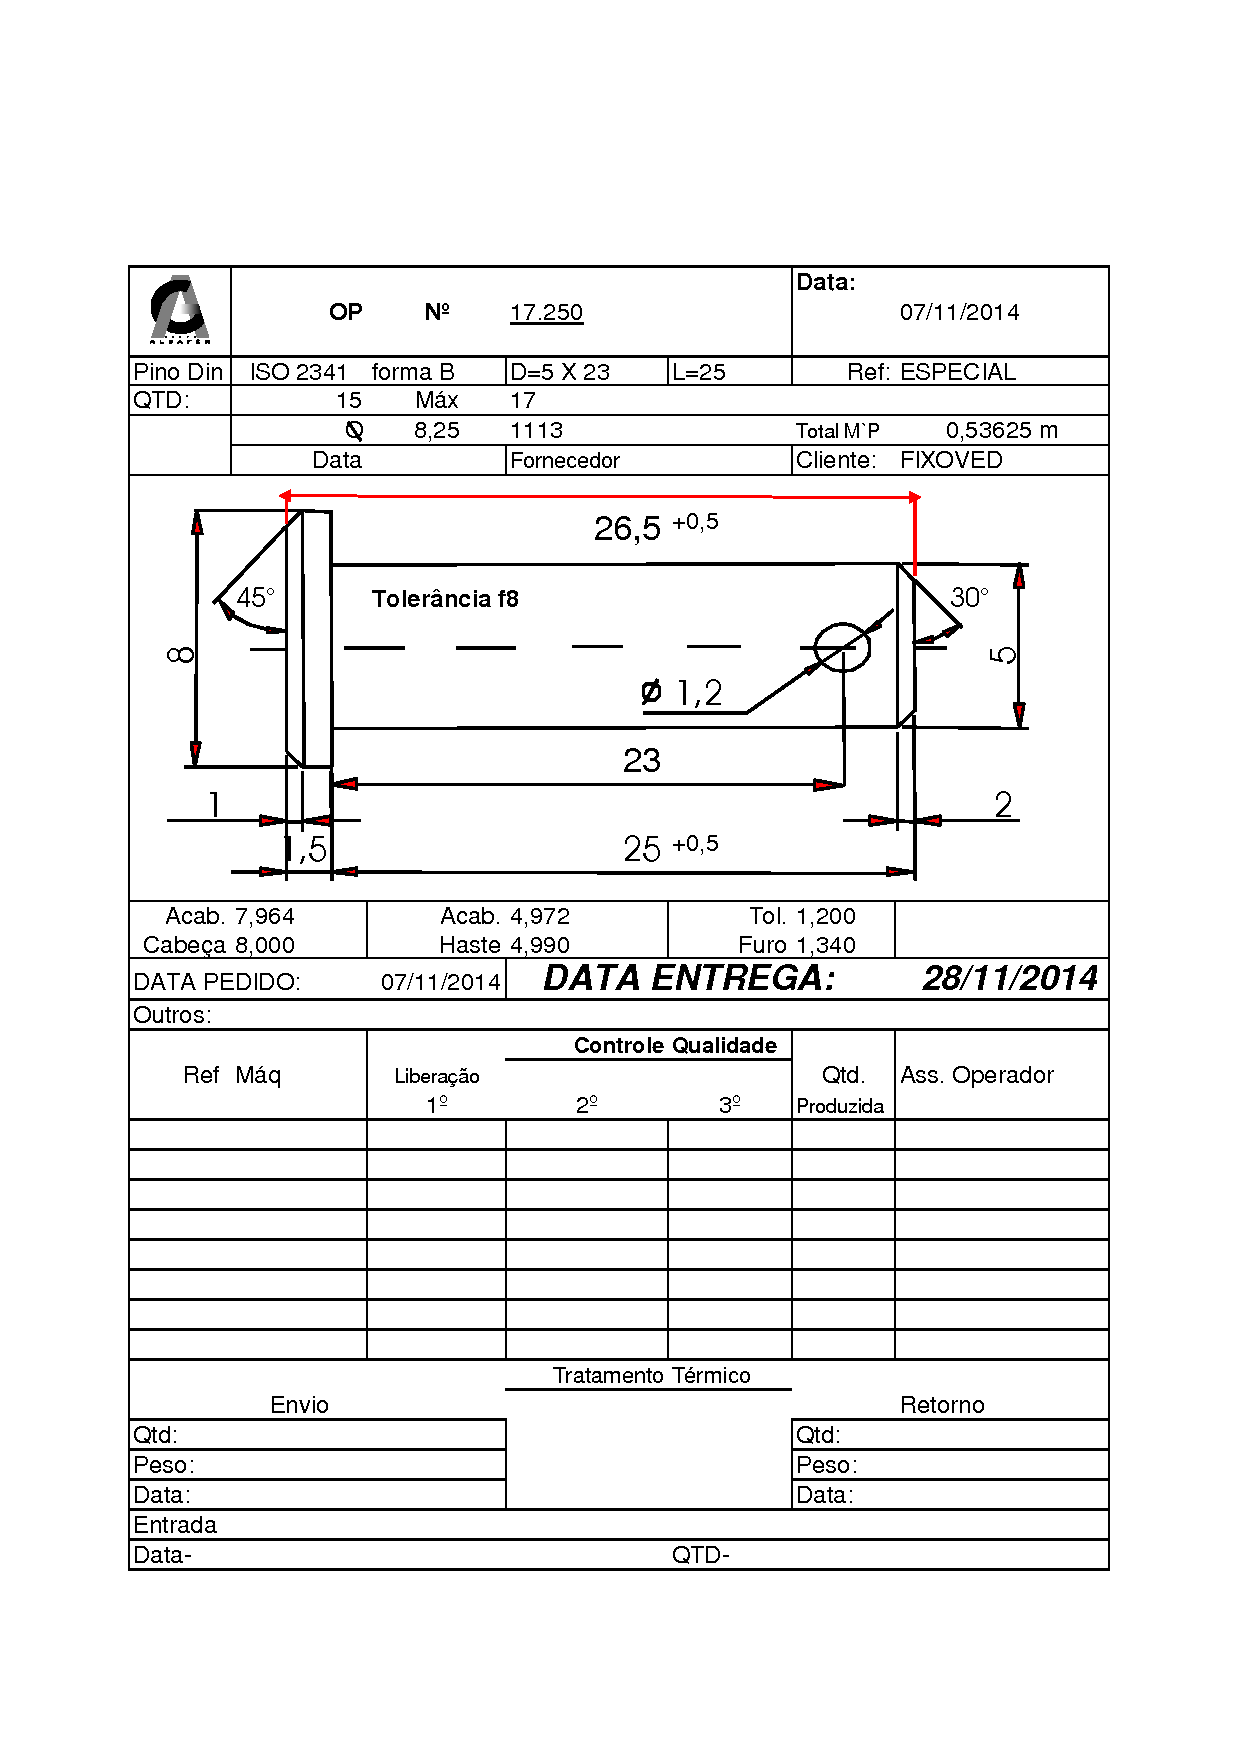 ALBAFER
Data:
OP Nº 17.250 07/11/2014
Pino Din ISO 2341 forma B D=5 X 23 L=25 Ref: ESPECIAL
QTD: 15 Máx 17
Ø 8,25 1113 Total M`P 0,53625 m
Data Fornecedor Cliente: FIXOVED
26,5 +0,5
45° Tolerância f8 30°
8 5
Ø 1,2
23
1 2
1,5 25 +0,5
Acab. 7,964 Acab. 4,972 Tol. 1,200
Cabeça 8,000 Haste 4,990 Furo 1,340
DATA PEDIDO: 07/11/2014 DATA ENTREGA: 28/11/2014
Outros:
Controle Qualidade
Ref Máq Liberação Qtd. Ass. Operador
1º 2º 3º Produzida
Tratamento Térmico
Envio Retorno
Qtd: Qtd:
Peso: Peso:
Data: Data:
Entrada
Data- QTD-